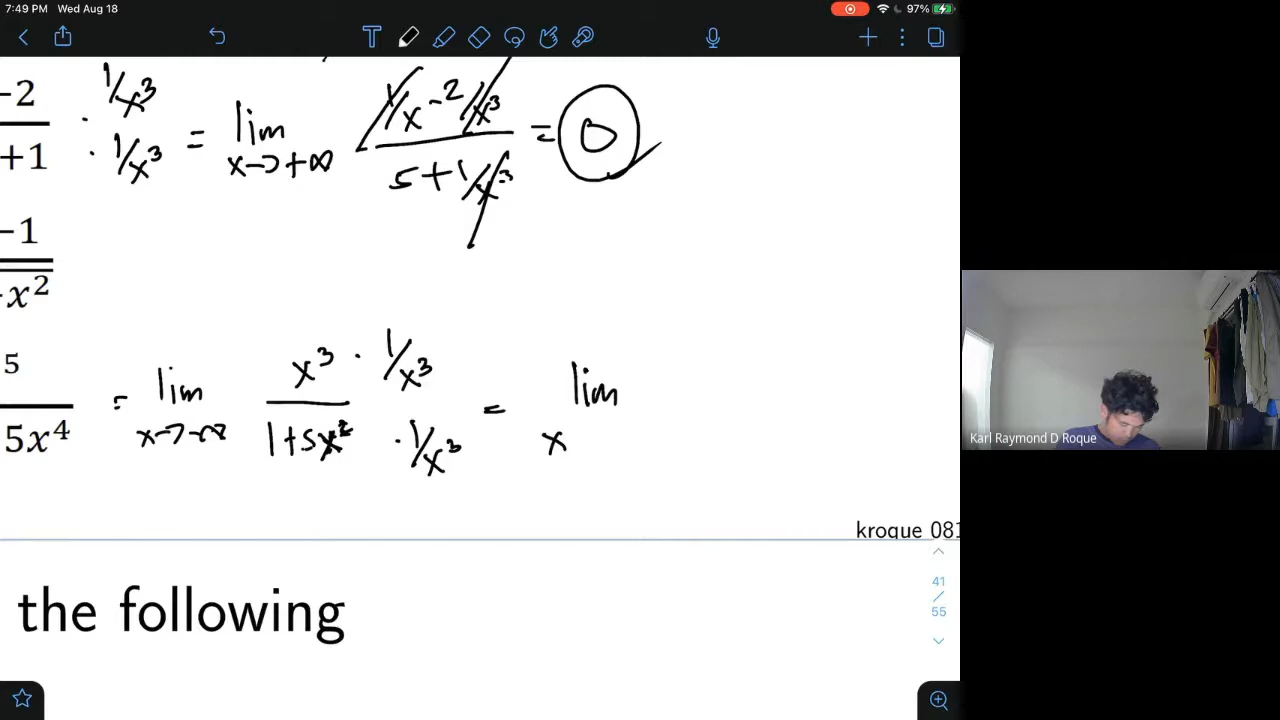 7:49 PM Wed Aug 18
97%
-2 / +1 · 1/x³ / · 1/x³ = lim x→+∞ 1/x - 2/x³ / 5 + 1/x³ = 0
-1
x²
5 / 5x⁴ = lim x→-∞ x³ · 1/x³ / 1+5x² · 1/x³ = lim x
Karl Raymond D Roque
kroque 081
41
/
55
the following